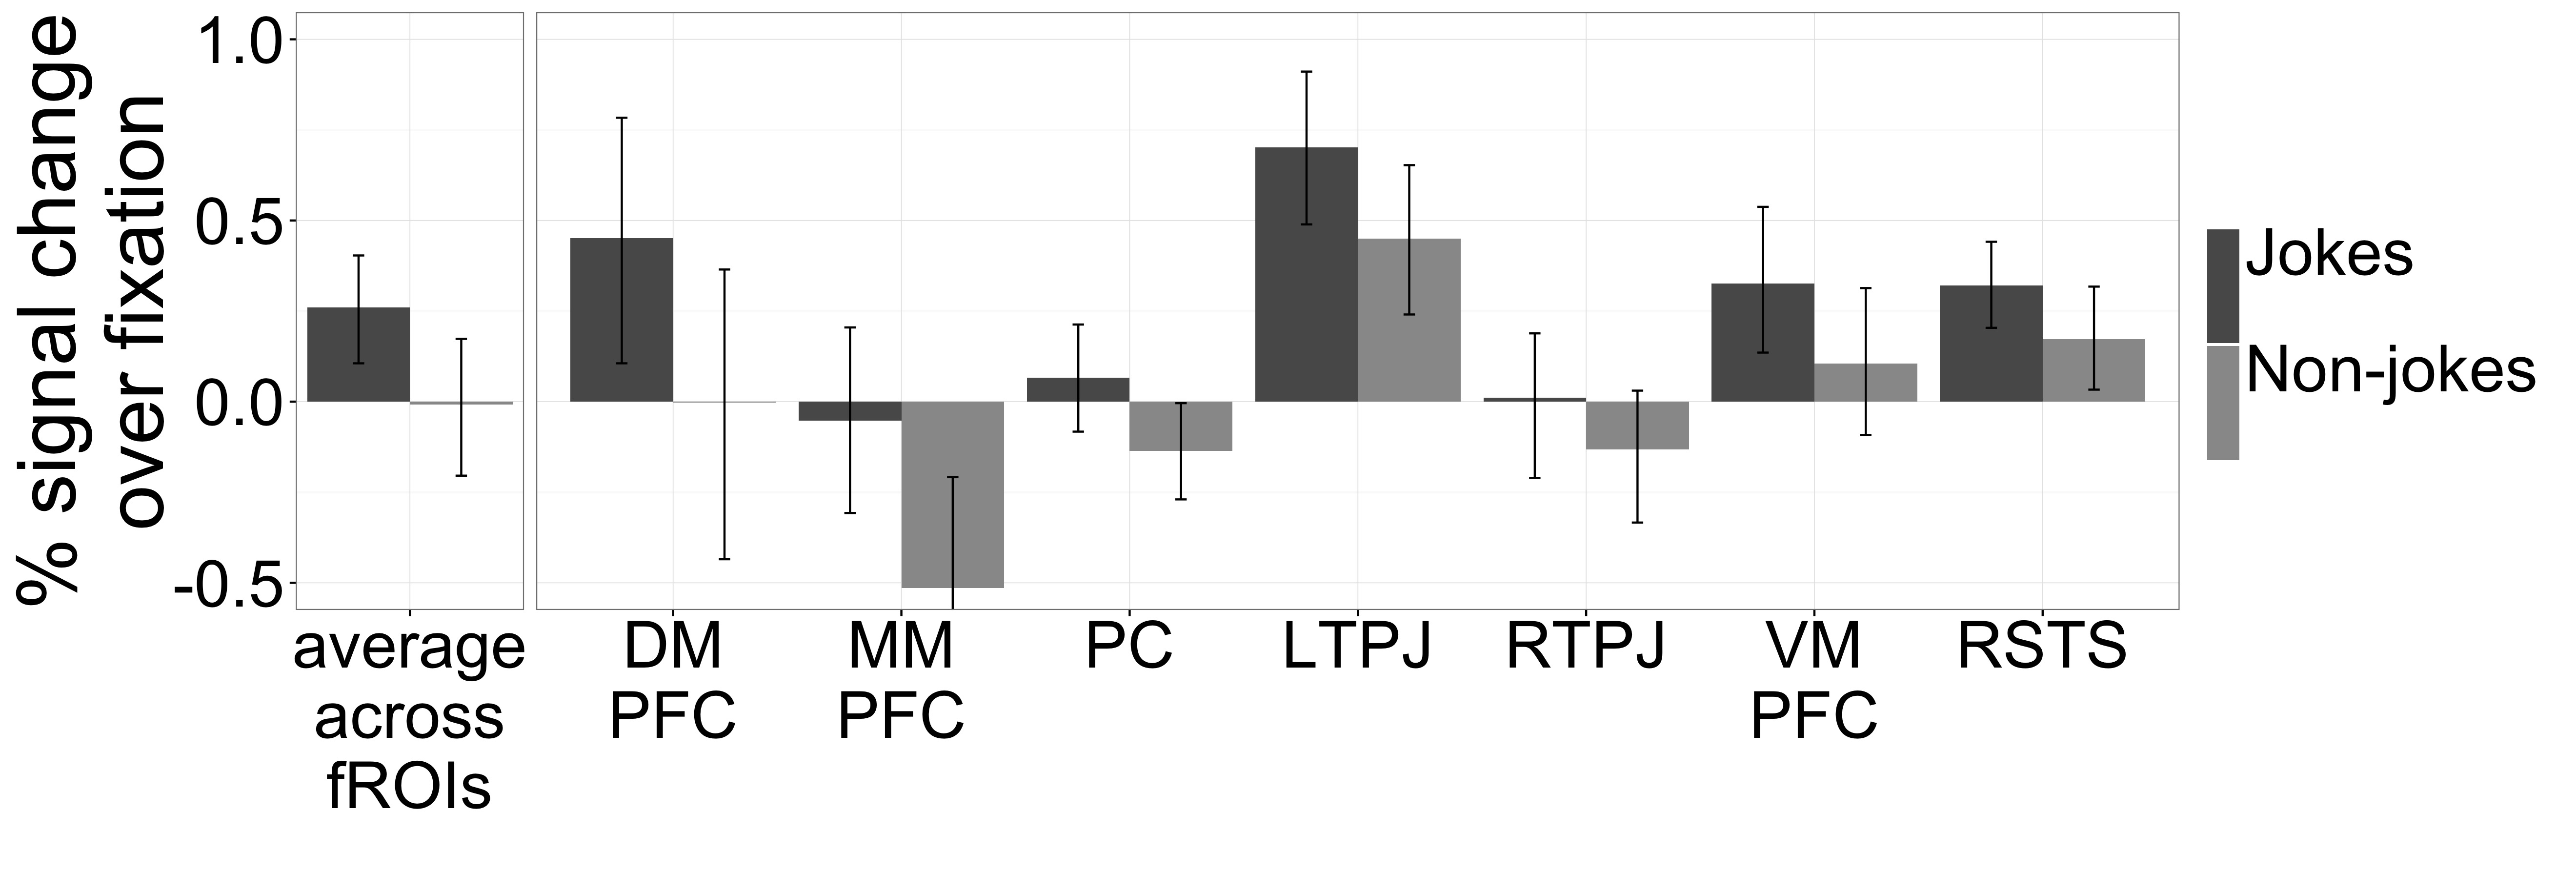 % signal change
over fixation
1.0
0.5
0.0
-0.5
average
across
fROIs
DM
PFC
MM
PFC
PC
LTPJ
RTPJ
VM
PFC
RSTS
Jokes
Non-jokes